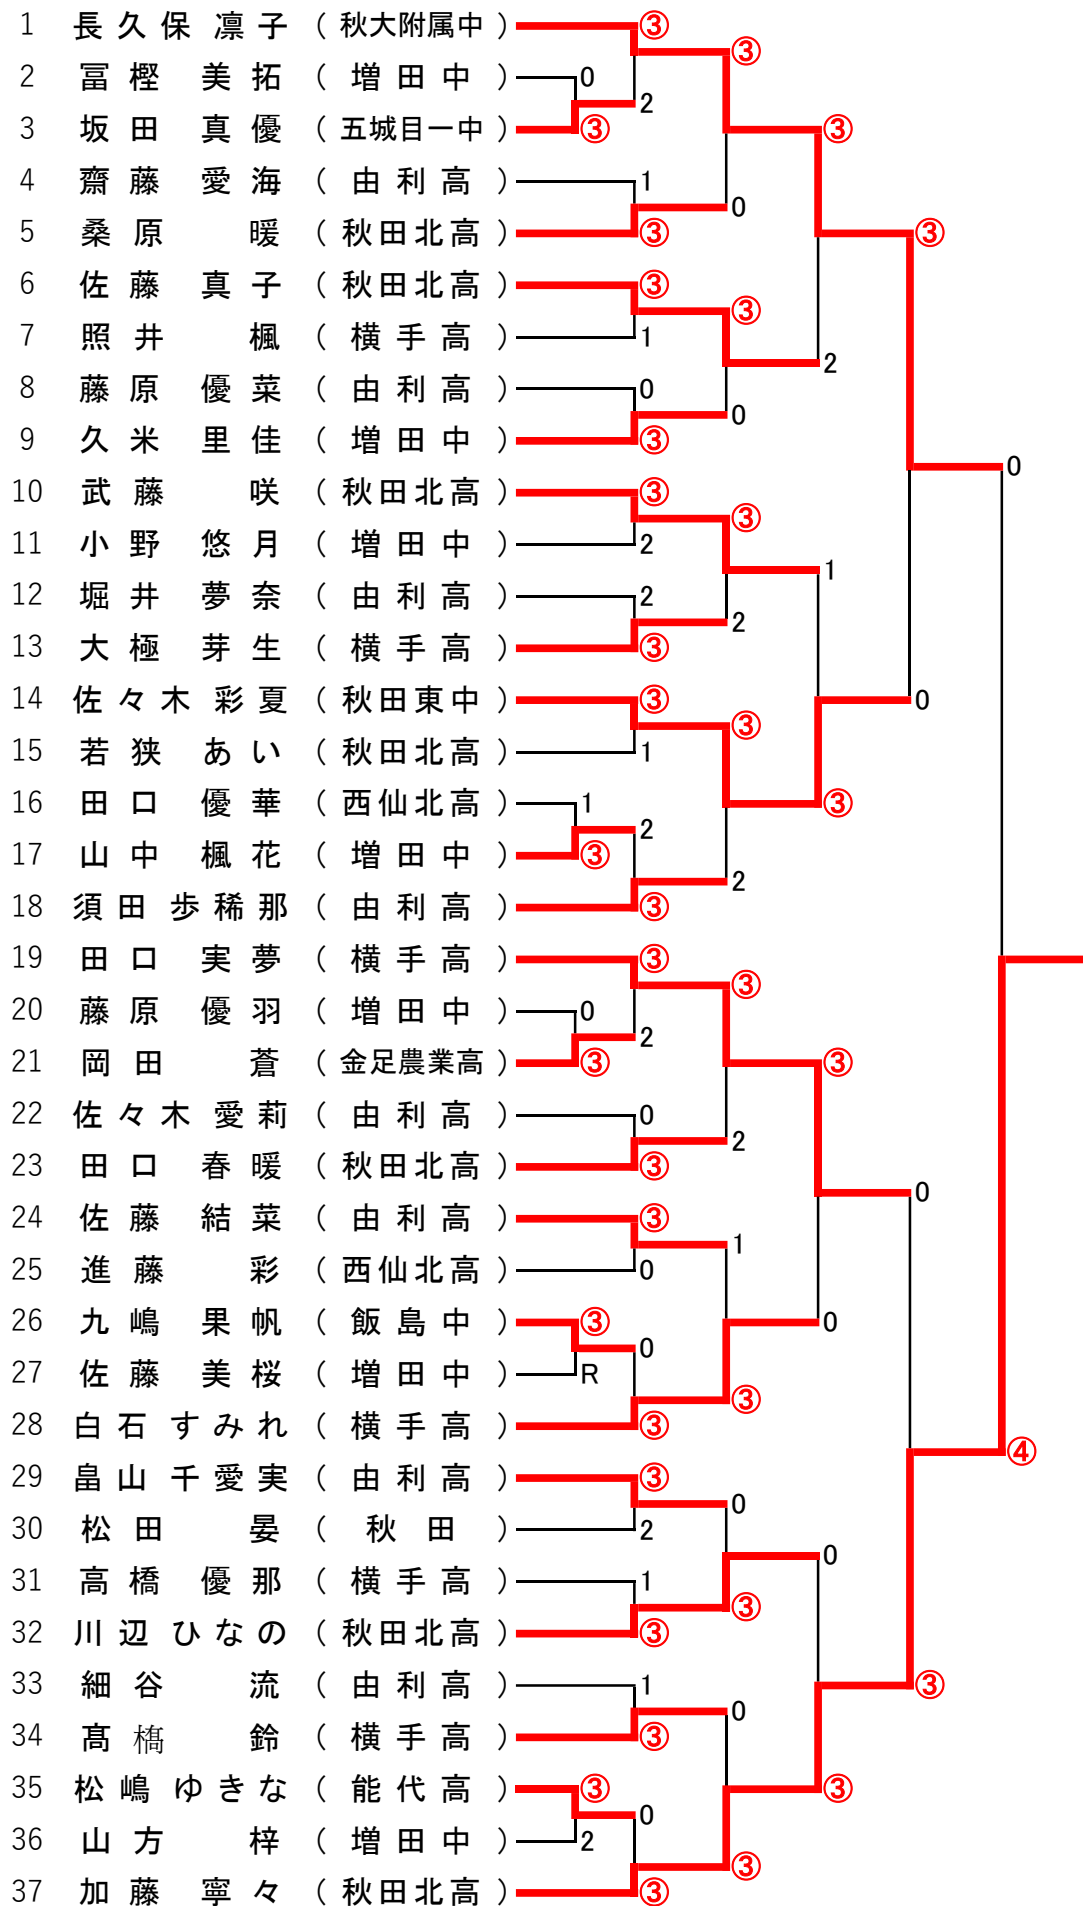 1 長久保 凛子 (秋大附属中) ③
③
2 冨樫 美拓 (増田中) 0
2
3 坂田 真優 (五城目一中) ③ ③
4 齋藤 愛海 (由利高) 1
0
5 桑原 暖 (秋田北高) ③ ③
6 佐藤 真子 (秋田北高) ③
③
7 照井 楓 (横手高) 1
2
8 藤原 優菜 (由利高) 0
0
9 久米 里佳 (増田中) ③
0
10 武藤 咲 (秋田北高) ③
③
11 小野 悠月 (増田中) 2
1
12 堀井 夢奈 (由利高) 2
2
13 大極 芽生 (横手高) ③
14 佐々木 彩夏 (秋田東中) ③ 0
③
15 若狭 あい (秋田北高) 1
16 田口 優華 (西仙北高) 1 ③
2
17 山中 楓花 (増田中) ③
2
18 須田 歩稀那 (由利高) ③
19 田口 実夢 (横手高) ③
③
20 藤原 優羽 (増田中) 0
2
21 岡田 蒼 (金足農業高) ③ ③
22 佐々木 愛莉 (由利高) 0
2
23 田口 春暖 (秋田北高) ③
0
24 佐藤 結菜 (由利高) ③
1
25 進藤 彩 (西仙北高) 0
26 九嶋 果帆 (飯島中) ③ 0
0
27 佐藤 美桜 (増田中) R
③
28 白石 すみれ (横手高) ③
④
29 畠山 千愛実 (由利高) ③
0
30 松田 晏 (秋田) 2
0
31 高橋 優那 (横手高) 1
③
32 川辺 ひなの (秋田北高) ③
33 細谷 流 (由利高) 1 ③
0
34 髙槗 鈴 (横手高) ③
35 松嶋 ゆきな (能代高) ③ ③
0
36 山方 梓 (増田中) 2
③
37 加藤 寧々 (秋田北高) ③